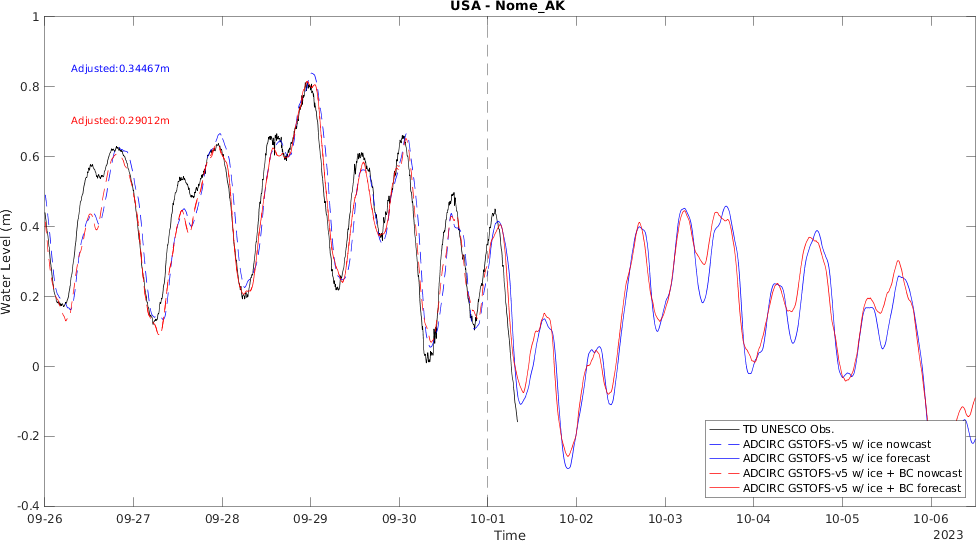 USA - Nome_AK
Adjusted:0.34467m
Adjusted:0.29012m
Water Level (m)
1
0.8
0.6
0.4
0.2
0
-0.2
-0.4
TD UNESCO Obs.
ADCIRC GSTOFS-v5 w/ ice nowcast
ADCIRC GSTOFS-v5 w/ ice forecast
ADCIRC GSTOFS-v5 w/ ice + BC nowcast
ADCIRC GSTOFS-v5 w/ ice + BC forecast
09-26 09-27 09-28 09-29 09-30 10-01 10-02 10-03 10-04 10-05 10-06
Time
2023